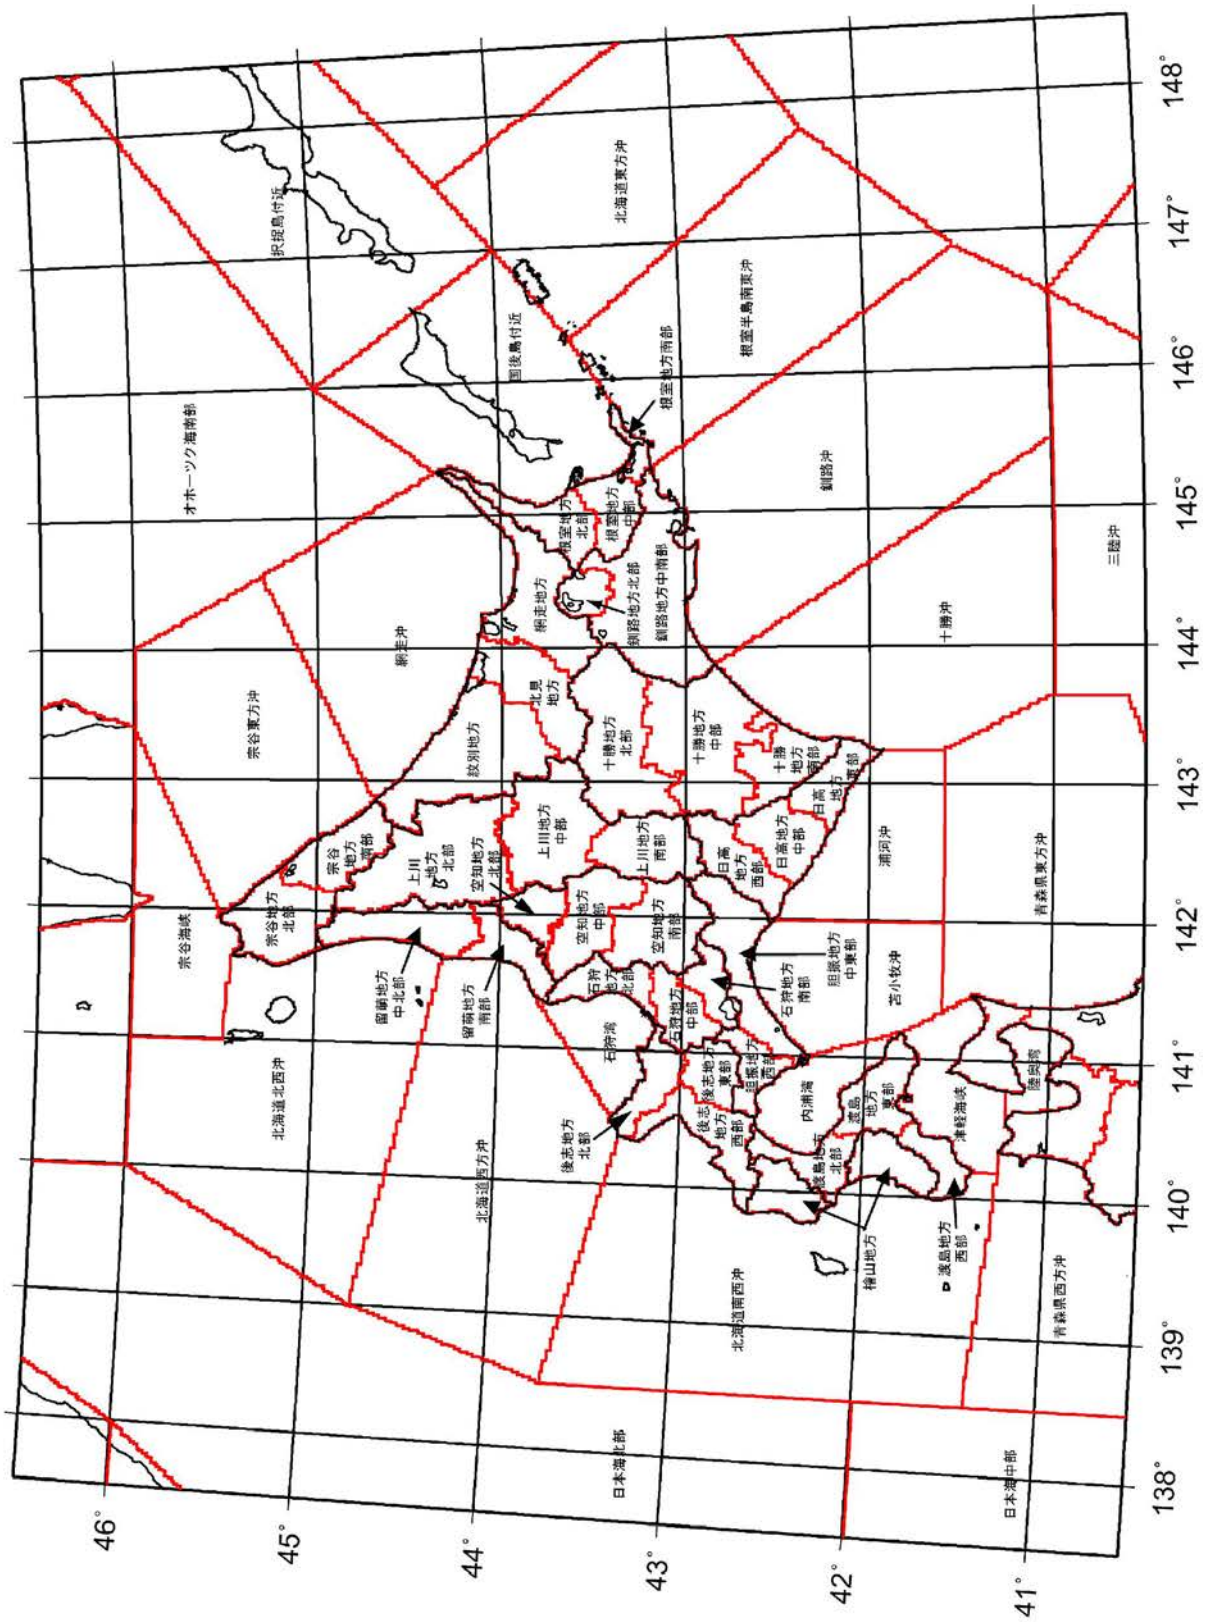 オホーツク海南部
択捉島付近
国後島付近
北海道東方沖
根室半島南東沖
根室地方南部
釧路沖
十勝沖
三陸沖
網走沖
宗谷東方沖
宗谷海峡
北海道北西沖
北海道西方沖
宗谷地方
北部
宗谷
地方
南部
上川
地方
北部
紋別地方
北見
地方
網走地方
根室地方
北部
根室地方
中部
釧路地方北部
釧路地方中南部
空知地方
北部
上川地方
中部
上川地方
南部
十勝地方
北部
十勝地方
中部
十勝
地方
南部
留萌地方
中北部
留萌地方
南部
空知地方
中部
空知地方
南部
日高
地方
西部
日高地方
中部
日高
地方
東部
石狩
地方
北部
石狩地方
中部
石狩地方
南部
胆振地方
中東部
胆振地方
西部
石狩湾
後志地方
北部
後志地方
東部
後志
地方
西部
内浦湾
渡島
地方
東部
渡島地方
北部
檜山地方
渡島地方
西部
津軽海峡
陸奥湾
苫小牧沖
浦河沖
青森県東方沖
北海道南西沖
青森県西方沖
日本海北部
日本海中部
46°
45°
44°
43°
42°
41°
138°
139°
140°
141°
142°
143°
144°
145°
146°
147°
148°